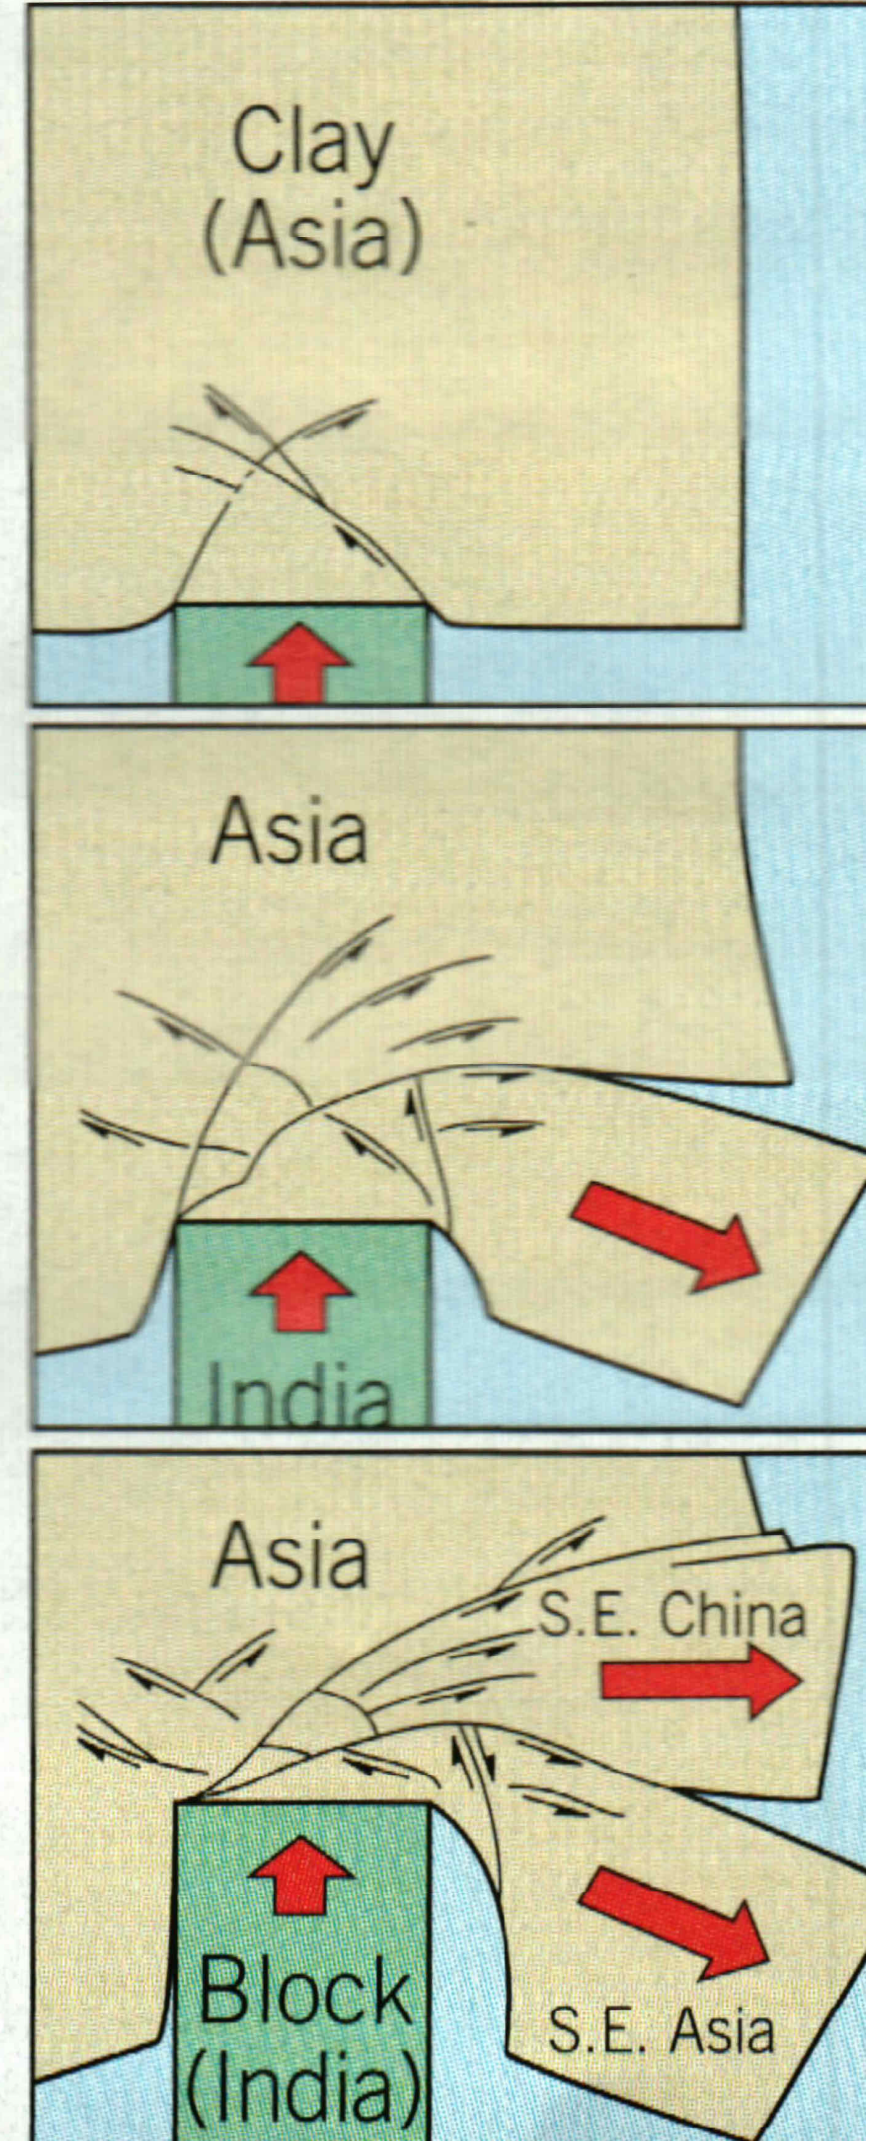 Clay
(Asia)
Asia
India
Asia
S.E. China
Block
(India)
S.E. Asia